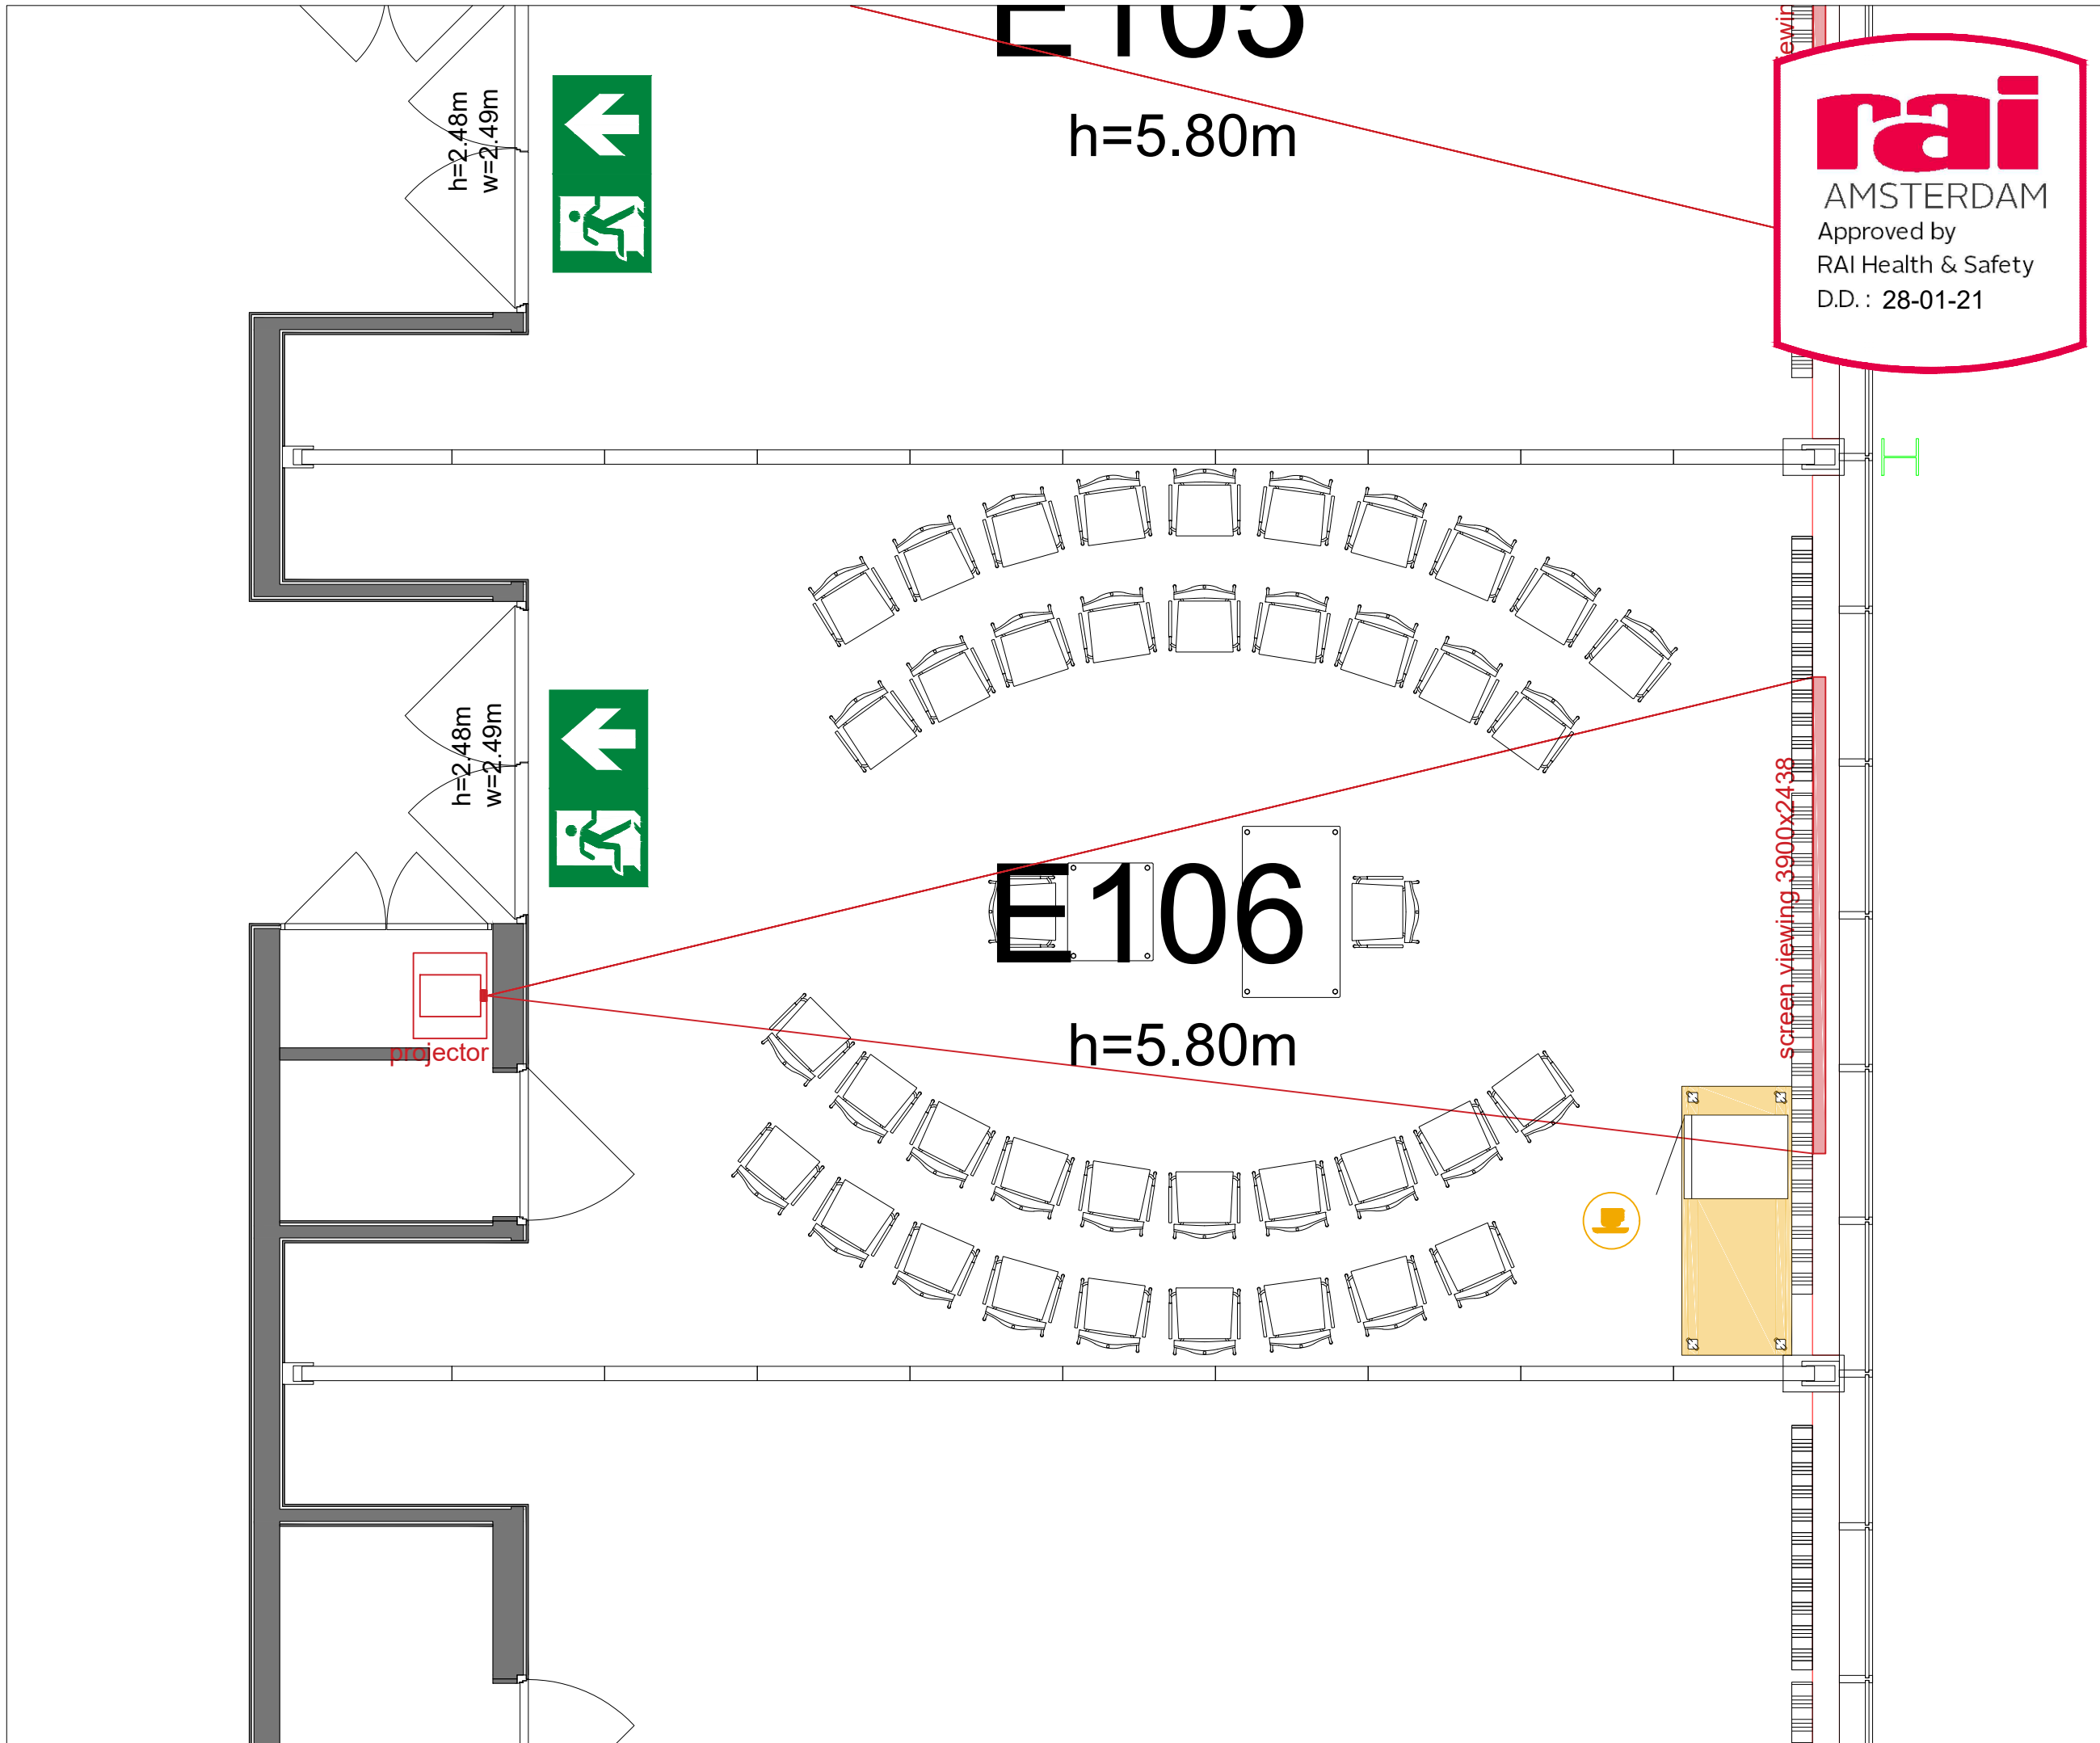 E105
h=5.80m
h=2.48m
w=2.49m
rai
AMSTERDAM
Approved by
RAI Health & Safety
D.D. : 28-01-21
h=2.48m
w=2.49m
E106
h=5.80m
screen viewing 3900x2438
projector